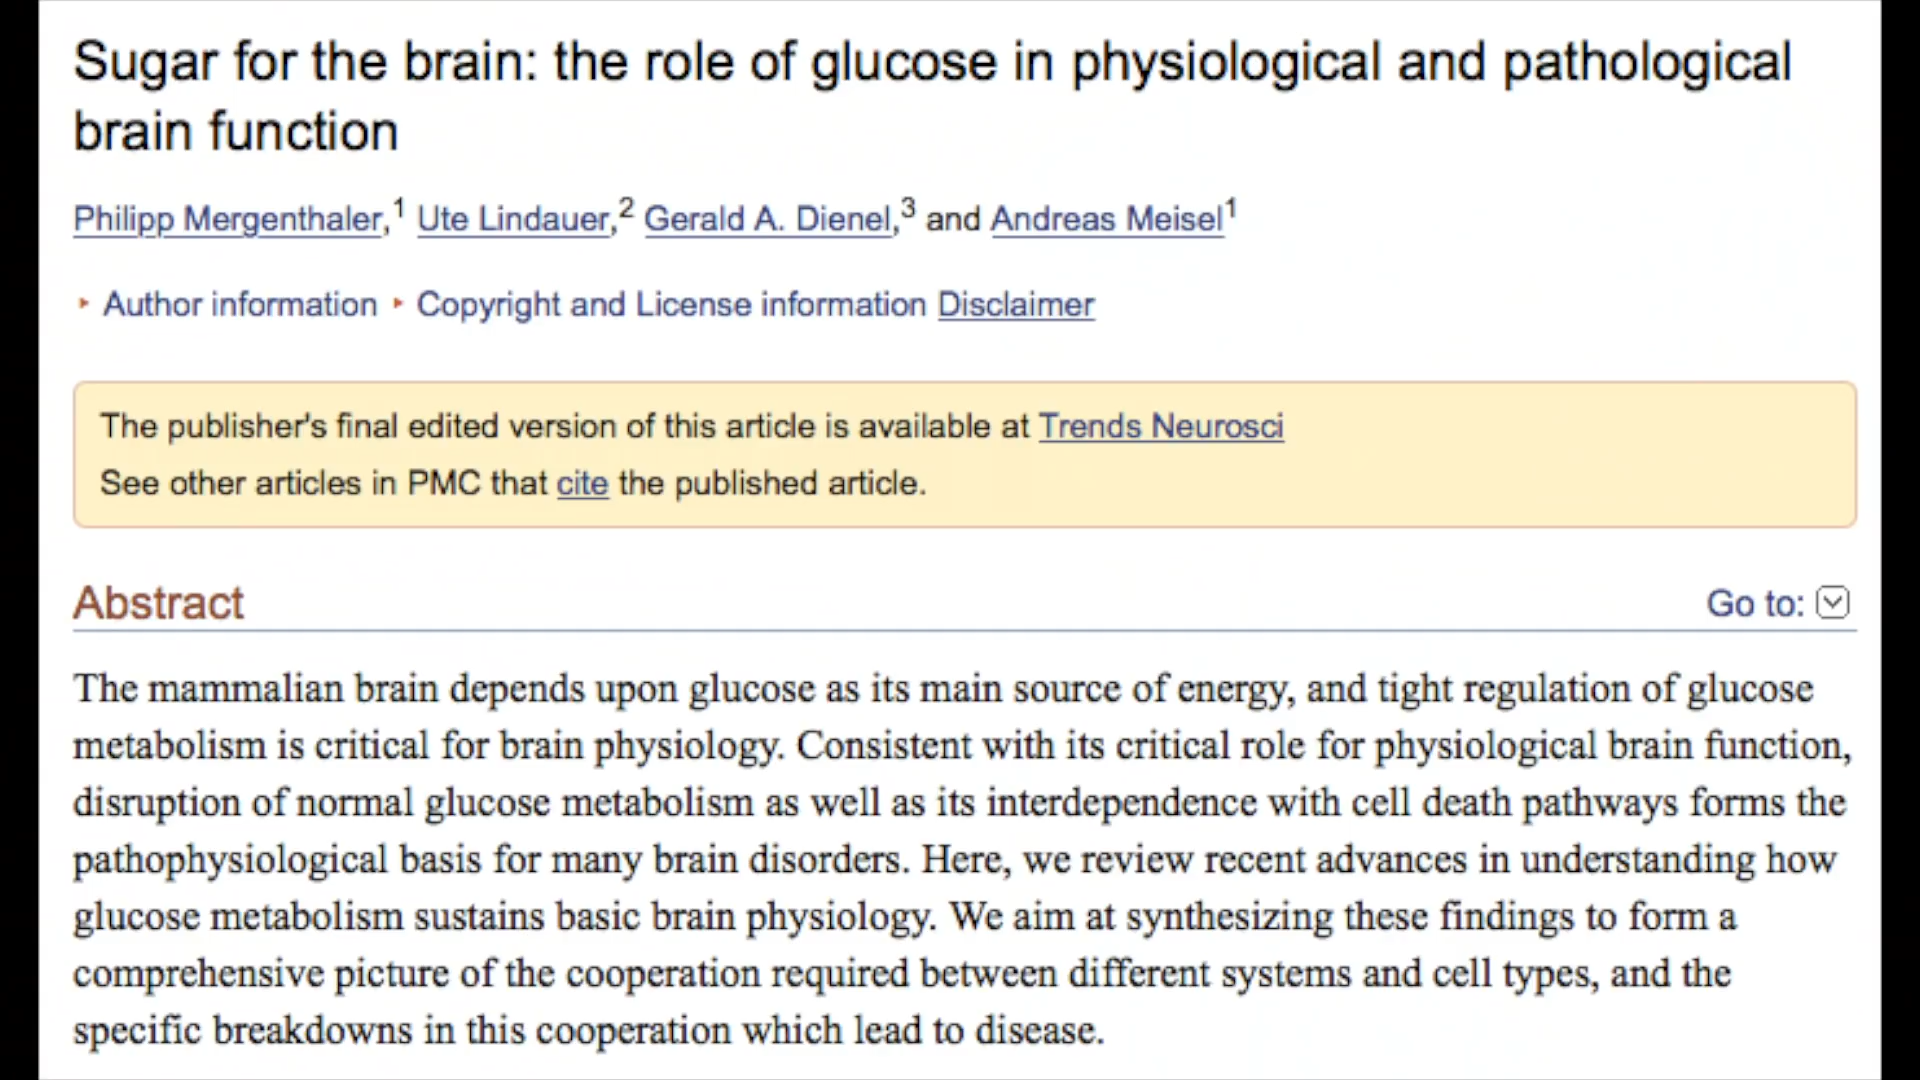 Sugar for the brain: the role of glucose in physiological and pathological
brain function
Philipp Mergenthaler,1 Ute Lindauer,2 Gerald A. Dienel,3 and Andreas Meisel1
▸ Author information ▸ Copyright and License information Disclaimer
The publisher's final edited version of this article is available at Trends Neurosci
See other articles in PMC that cite the published article.
Abstract
Go to:
The mammalian brain depends upon glucose as its main source of energy, and tight regulation of glucose
metabolism is critical for brain physiology. Consistent with its critical role for physiological brain function,
disruption of normal glucose metabolism as well as its interdependence with cell death pathways forms the
pathophysiological basis for many brain disorders. Here, we review recent advances in understanding how
glucose metabolism sustains basic brain physiology. We aim at synthesizing these findings to form a
comprehensive picture of the cooperation required between different systems and cell types, and the
specific breakdowns in this cooperation which lead to disease.